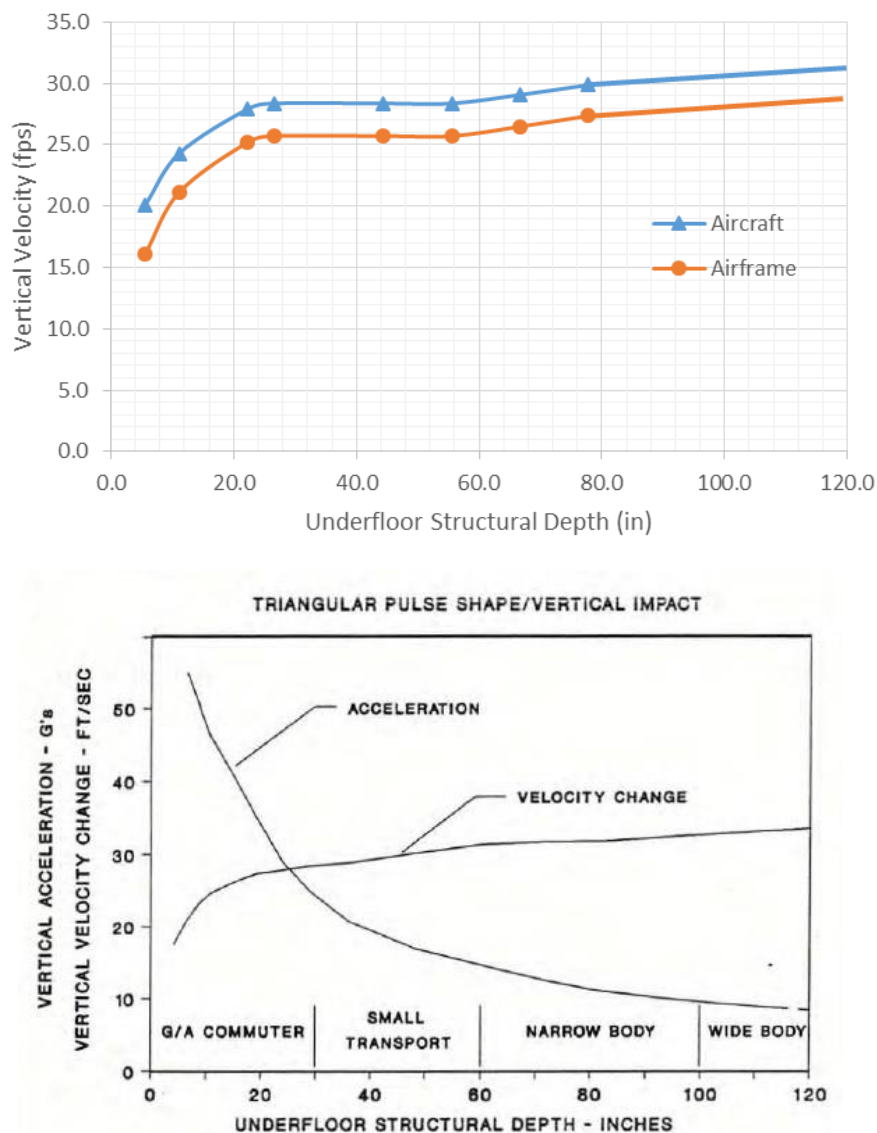 35.0
30.0
25.0
20.0
15.0
10.0
5.0
0.0
Vertical Velocity (fps)
Aircraft
Airframe
0.0 20.0 40.0 60.0 80.0 100.0 120.0
Underfloor Structural Depth (in)
TRIANGULAR PULSE SHAPE/VERTICAL IMPACT
VERTICAL ACCELERATION - G's
VERTICAL VELOCITY CHANGE - FT/SEC
50
40
30
20
10
0
ACCELERATION
VELOCITY CHANGE
G/A COMMUTER
SMALL
TRANSPORT
NARROW BODY
WIDE BODY
0 20 40 60 80 100 120
UNDERFLOOR STRUCTURAL DEPTH - INCHES